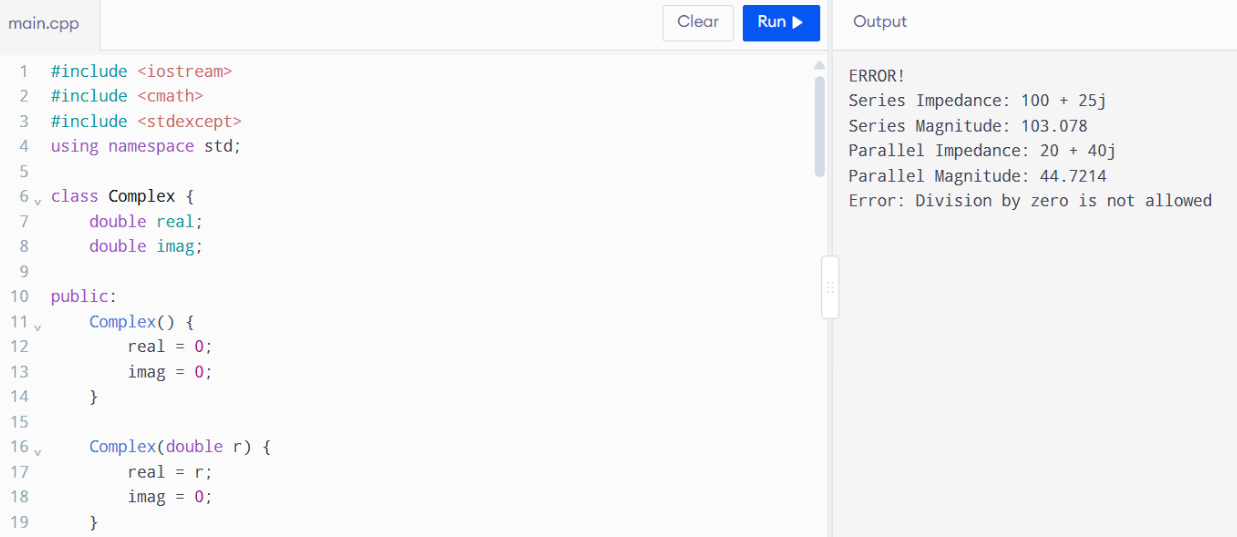 main.cpp
Clear
Run
Output
1 #include <iostream>
2 #include <cmath>
3 #include <stdexcept>
4 using namespace std;
5
6 class Complex {
7     double real;
8     double imag;
9
10 public:
11     Complex() {
12         real = 0;
13         imag = 0;
14     }
15
16     Complex(double r) {
17         real = r;
18         imag = 0;
19     }
ERROR!
Series Impedance: 100 + 25j
Series Magnitude: 103.078
Parallel Impedance: 20 + 40j
Parallel Magnitude: 44.7214
Error: Division by zero is not allowed